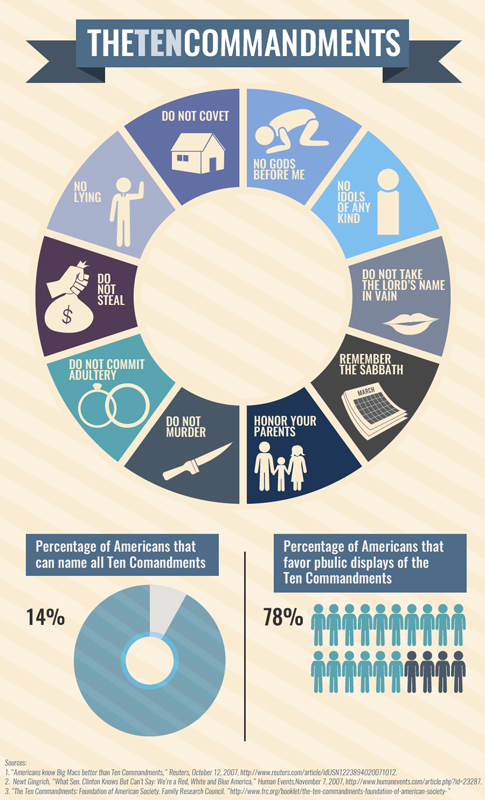 THETENCOMMANDMENTS
DO NOT COVET
NO GODS
BEFORE ME
NO
IDOLS
OF ANY
KIND
DO NOT TAKE
THE LORD'S NAME
IN VAIN
REMEMBER
THE SABBATH
MARCH
HONOR YOUR
PARENTS
DO NOT
MURDER
DO NOT COMMIT
ADULTERY
DO
NOT
STEAL
$
NO
LYING
Percentage of Americans that
can name all Ten Comandments
14%
Percentage of Americans that
favor pbulic displays of the
Ten Commandments
78%
Sources:
1. "Americans know Big Macs better than Ten Commandments," Reuters, October 12, 2007, http://www.reuters.com/article/idUSN1223894020071012.
2. Newt Gingrich, "What Sen. Clinton Knows But Can't Say: We're a Red, White and Blue America," Human Events,November 7, 2007, http://www.humanevents.com/article.php?id=23287.
3. "The Ten Commandments: Foundation of American Society. Family Research Council. "http://www.frc.org/booklet/the-ten-commandments-foundation-of-american-society-"